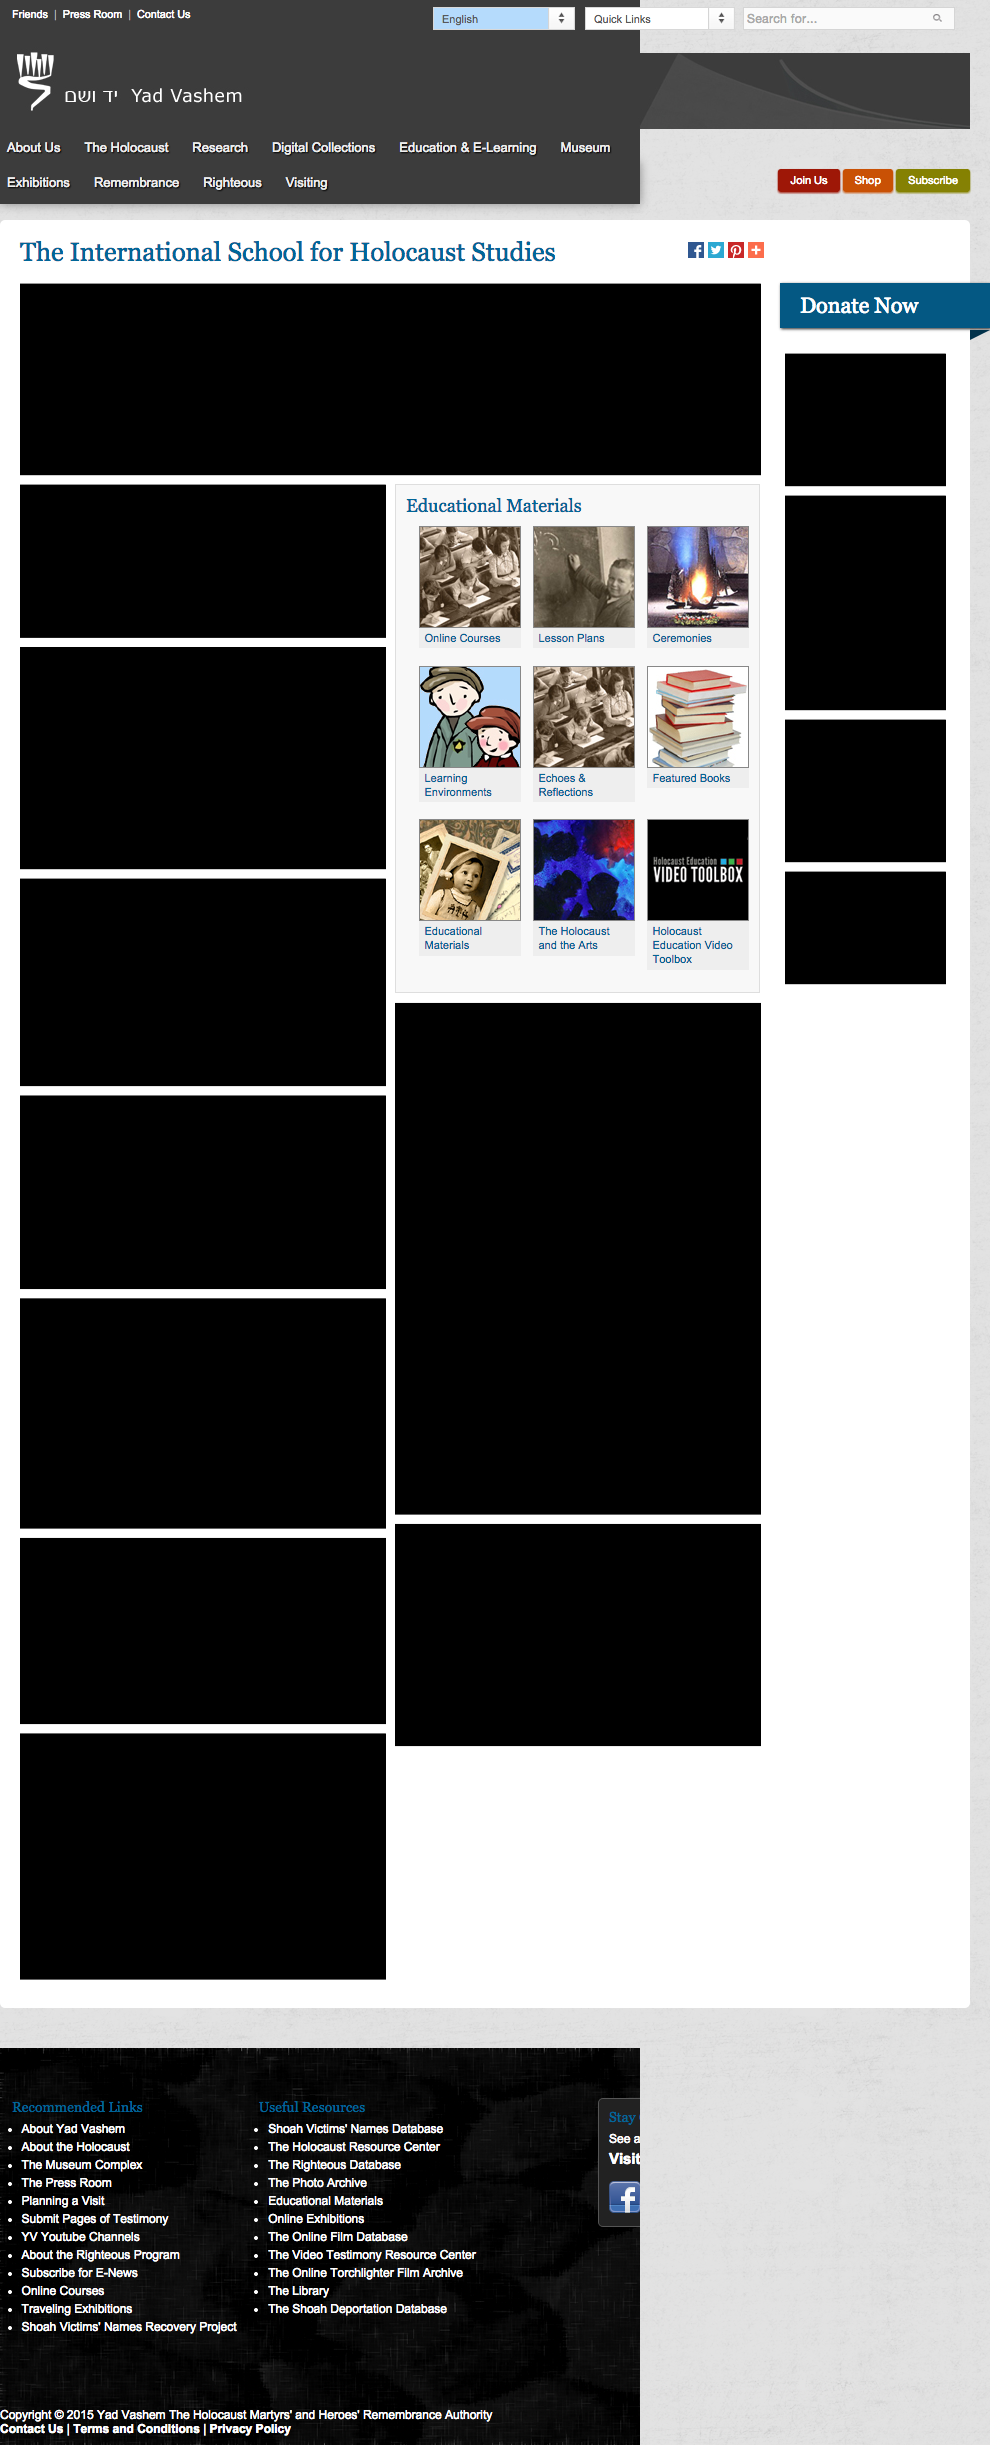 Friends | Press Room | Contact Us
English
Quick Links
Search for...
יד ושם Yad Vashem
About Us The Holocaust Research Digital Collections Education & E-Learning Museum
Exhibitions Remembrance Righteous Visiting
Join Us
Shop
Subscribe
The International School for Holocaust Studies
Donate Now
Educational Materials
Online Courses
Lesson Plans
Ceremonies
Learning
Environments
Echoes &
Reflections
Featured Books
Holocaust Education
VIDEO TOOLBOX
Educational
Materials
The Holocaust
and the Arts
Holocaust
Education Video
Toolbox
Recommended Links
About Yad Vashem
About the Holocaust
The Museum Complex
The Press Room
Planning a Visit
Submit Pages of Testimony
YV Youtube Channels
About the Righteous Program
Subscribe for E-News
Online Courses
Traveling Exhibitions
Shoah Victims' Names Recovery Project
Useful Resources
Shoah Victims' Names Database
The Holocaust Resource Center
The Righteous Database
The Photo Archive
Educational Materials
Online Exhibitions
The Online Film Database
The Video Testimony Resource Center
The Online Torchlighter Film Archive
The Library
The Shoah Deportation Database
Stay
See a
Visit
Copyright © 2015 Yad Vashem The Holocaust Martyrs' and Heroes' Remembrance Authority
Contact Us | Terms and Conditions | Privacy Policy